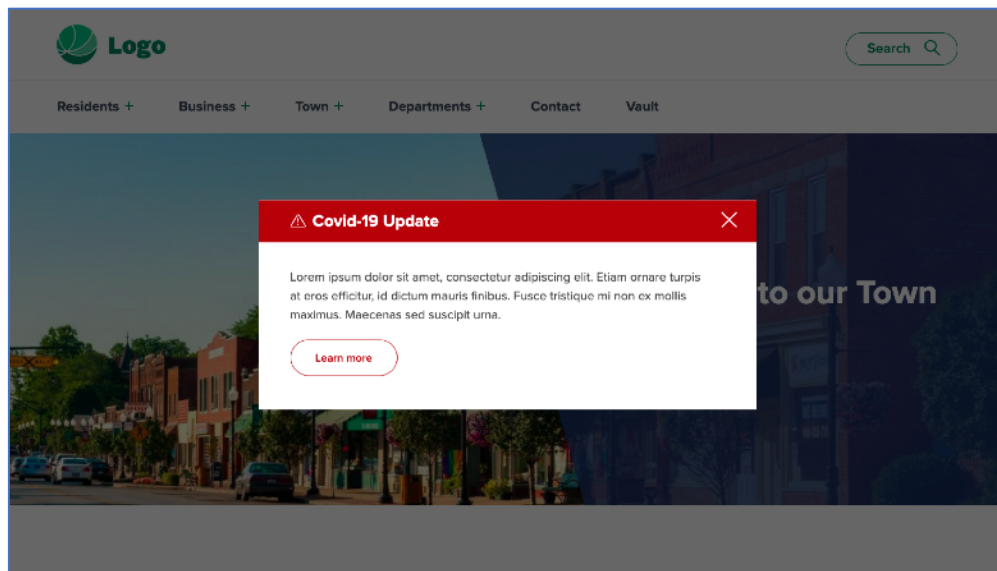 Logo
Search
Residents +
Business +
Town +
Departments +
Contact
Vault
Covid-19 Update
Lorem ipsum dolor sit amet, consectetur adipiscing elit. Etiam ornare turpis
at eros efficitur, id dictum mauris finibus. Fusce tristique mi non ex mollis
maximus. Maecenas sed suscipit urna.
to our Town
Learn more